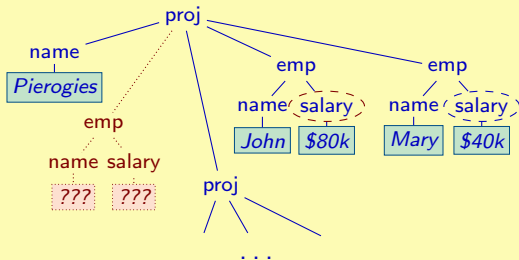 proj
name
emp
emp
Pierogies
name
salary
name
salary
emp
John
$80k
Mary
$40k
name salary
???
???
proj
...